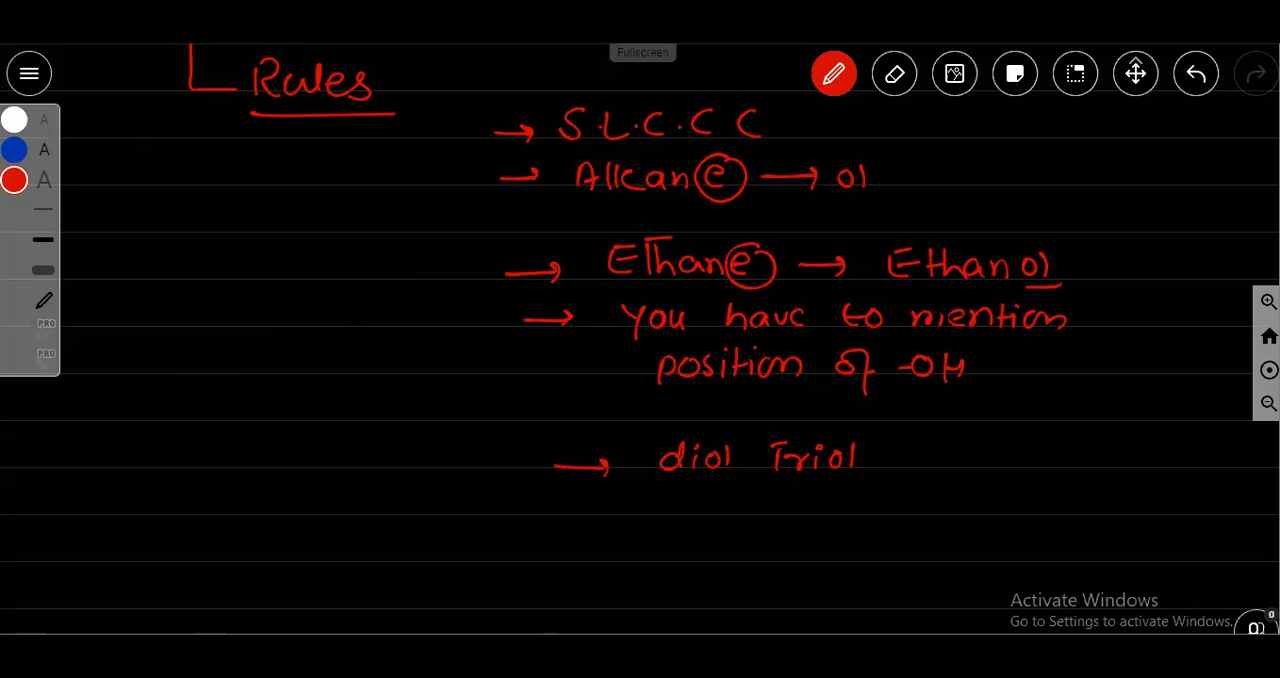 Fullscreen
Rules
→ S.L.C.C C
A
A
A
→ Alkane → ol
→ Ethane → Ethanol
→ You have to mention
position of -OH
PRO
PRO
→ diol Triol
Activate Windows
Go to Settings to activate Windows.
0